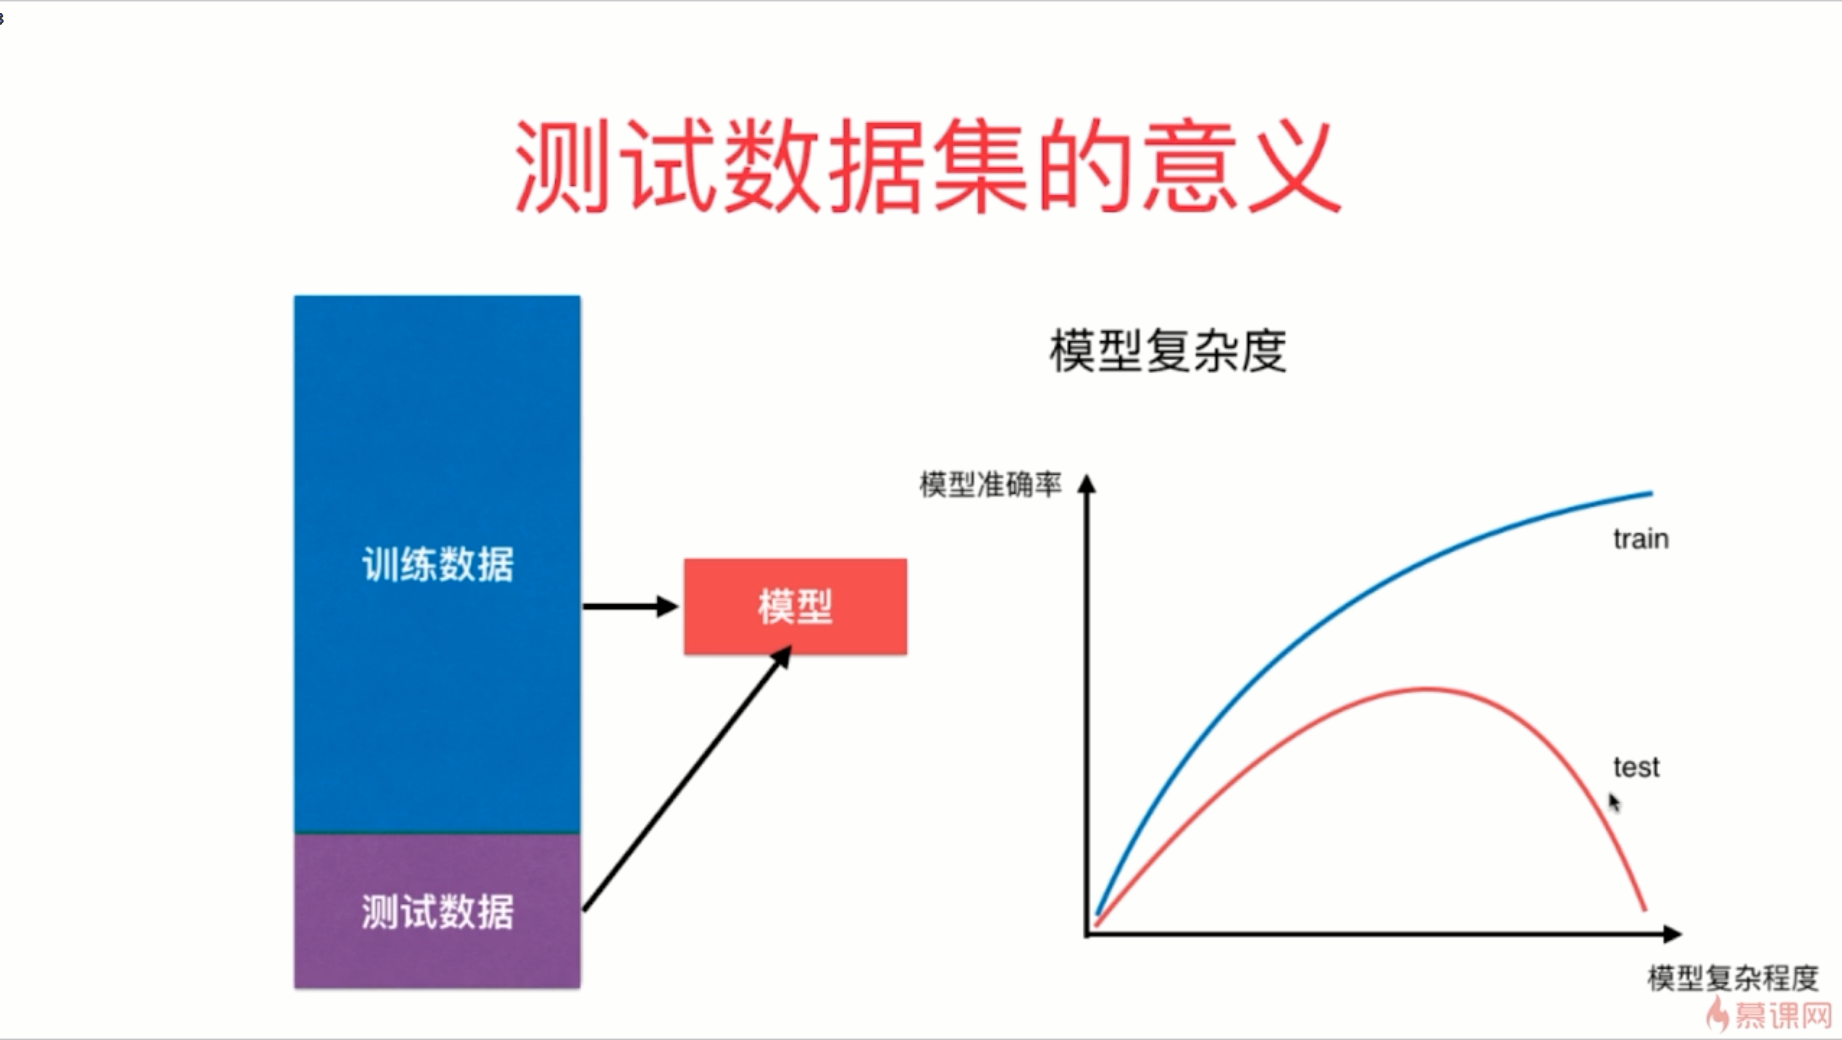 测试数据集的意义
模型复杂度
模型准确率
train
训练数据
模型
test
测试数据
模型复杂程度
慕课网